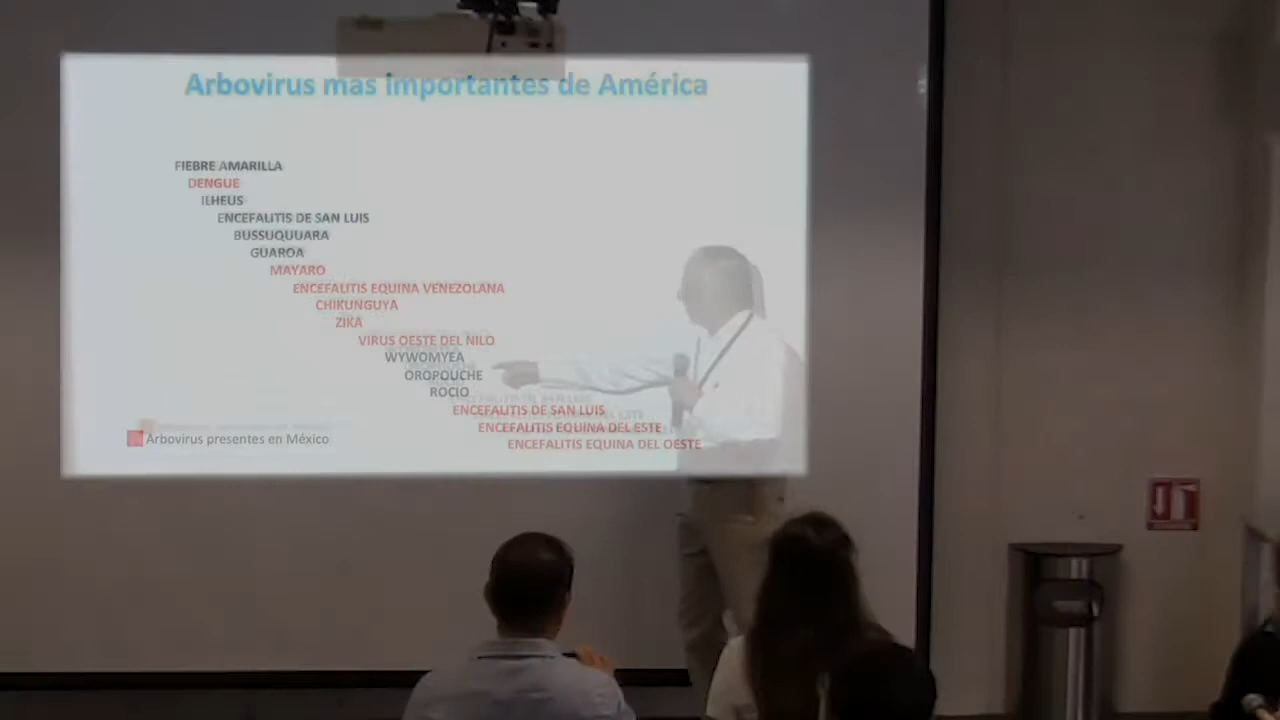 Arbovirus mas importantes de América
FIEBRE AMARILLA
DENGUE
ILHEUS
ENCEFALITIS DE SAN LUIS
BUSSUQUUARA
GUAROA
MAYARO
ENCEFALITIS EQUINA VENEZOLANA
CHIKUNGUYA
ZIKA
VIRUS OESTE DEL NILO
WYWOMYEA
OROPOUCHE
ROCIO
ENCEFALITIS DE SAN LUIS
ENCEFALITIS EQUINA DEL ESTE
ENCEFALITIS EQUINA DEL OESTE
Arbovirus presentes en México